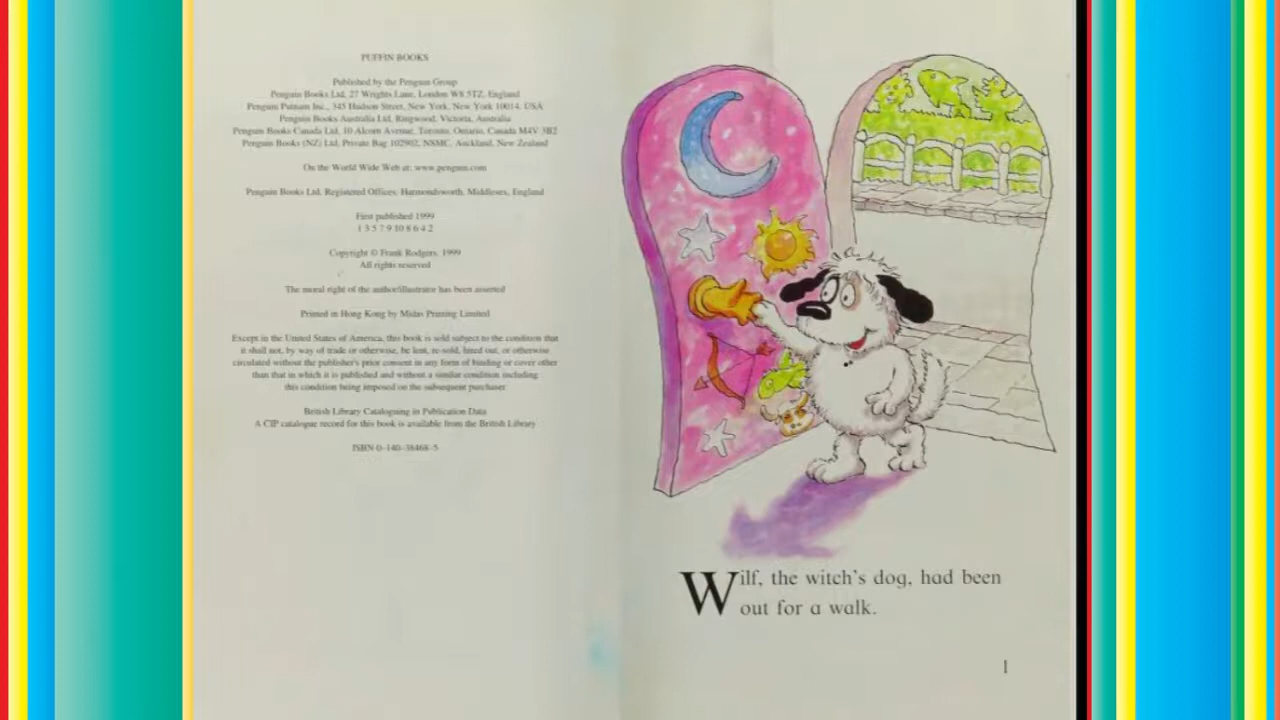 PUFFIN BOOKS
Published by the Penguin Group
Penguin Books Ltd, 27 Wrights Lane, London W8 5TZ, England
Penguin Putnam Inc., 345 Hudson Street, New York, New York 10014, USA
Penguin Books Australia Ltd, Ringwood, Victoria, Australia
Penguin Books Canada Ltd, 10 Alcorn Avenue, Toronto, Ontario, Canada M4V 3B2
Penguin Books (NZ) Ltd, Private Bag 102902, NSMC, Auckland, New Zealand
On the World Wide Web at: www.penguin.com
Penguin Books Ltd, Registered Offices: Harmondsworth, Middlesex, England
First published 1999
1 3 5 7 9 10 8 6 4 2
Copyright © Frank Rodgers, 1999
All rights reserved
The moral right of the author/illustrator has been asserted
Printed in Hong Kong by Midas Printing Limited
Except in the United States of America, this book is sold subject to the condition that
it shall not, by way of trade or otherwise, be lent, re-sold, hired out, or otherwise
circulated without the publisher's prior consent in any form of binding or cover other
than that in which it is published and without a similar condition including
this condition being imposed on the subsequent purchaser
British Library Cataloguing in Publication Data
A CIP catalogue record for this book is available from the British Library
ISBN 0-140-38468-5
Wilf, the witch's dog, had been
out for a walk.
1